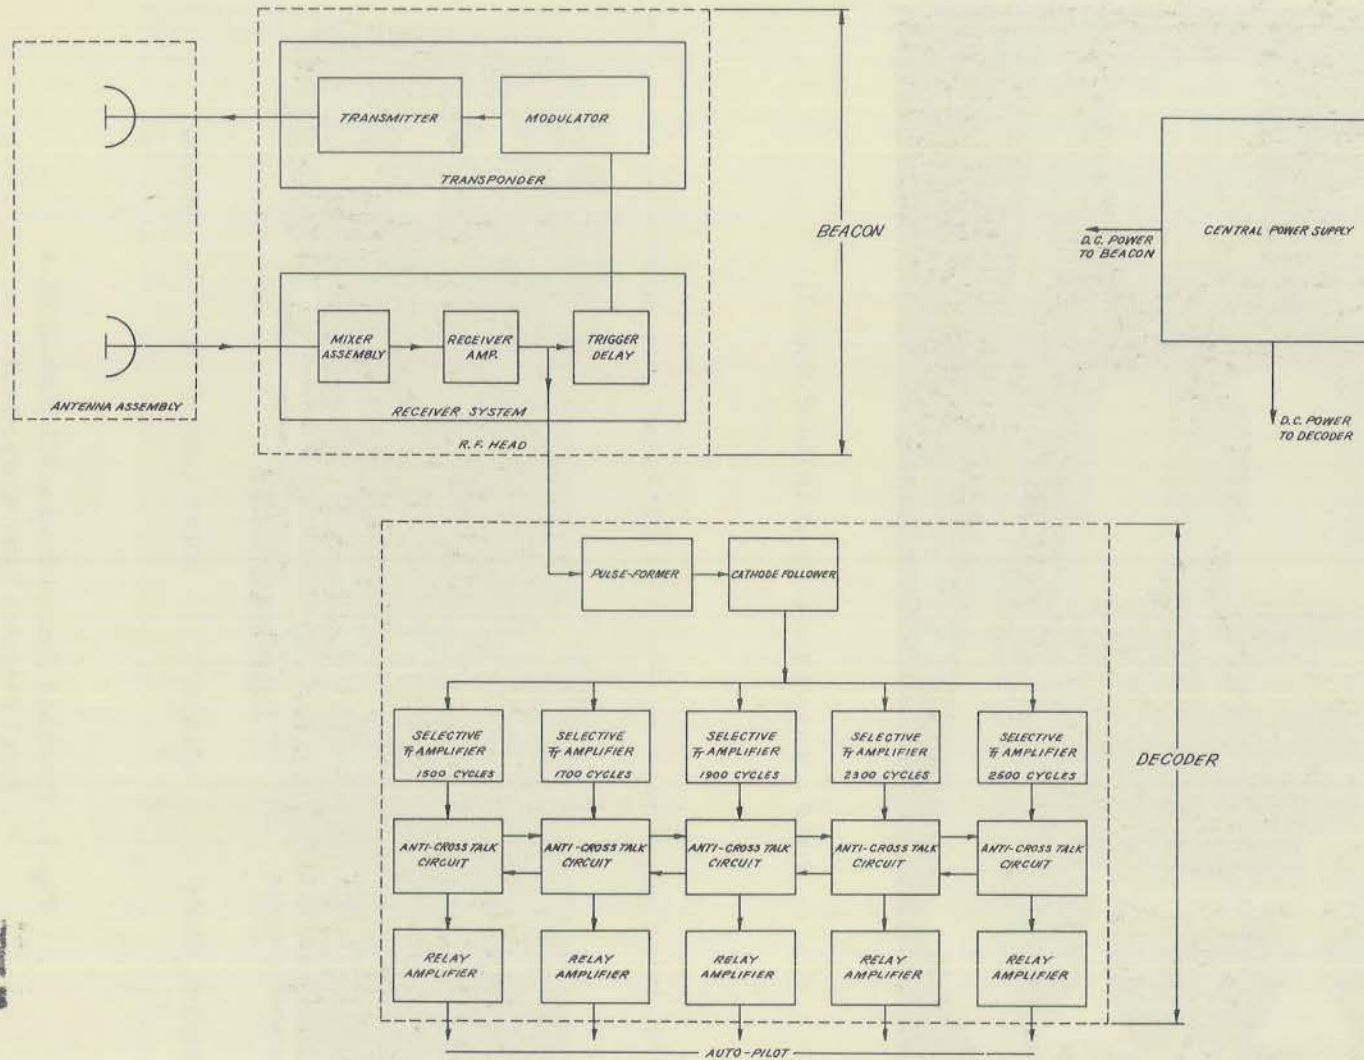 TRANSMITTER
MODULATOR
TRANSPONDER
BEACON
CENTRAL POWER SUPPLY
D.C. POWER
TO BEACON
MIXER
ASSEMBLY
RECEIVER
AMP.
TRIGGER
DELAY
ANTENNA ASSEMBLY
RECEIVER SYSTEM
R.F. HEAD
D.C. POWER
TO DECODER
PULSE-FORMER
CATHODE FOLLOWER
SELECTIVE
AMPLIFIER
1500 CYCLES
SELECTIVE
AMPLIFIER
1700 CYCLES
SELECTIVE
AMPLIFIER
1900 CYCLES
SELECTIVE
AMPLIFIER
2300 CYCLES
SELECTIVE
AMPLIFIER
2600 CYCLES
DECODER
ANTI-CROSS TALK
CIRCUIT
ANTI-CROSS TALK
CIRCUIT
ANTI-CROSS TALK
CIRCUIT
ANTI-CROSS TALK
CIRCUIT
ANTI-CROSS TALK
CIRCUIT
RELAY
AMPLIFIER
RELAY
AMPLIFIER
RELAY
AMPLIFIER
RELAY
AMPLIFIER
RELAY
AMPLIFIER
AUTO-PILOT